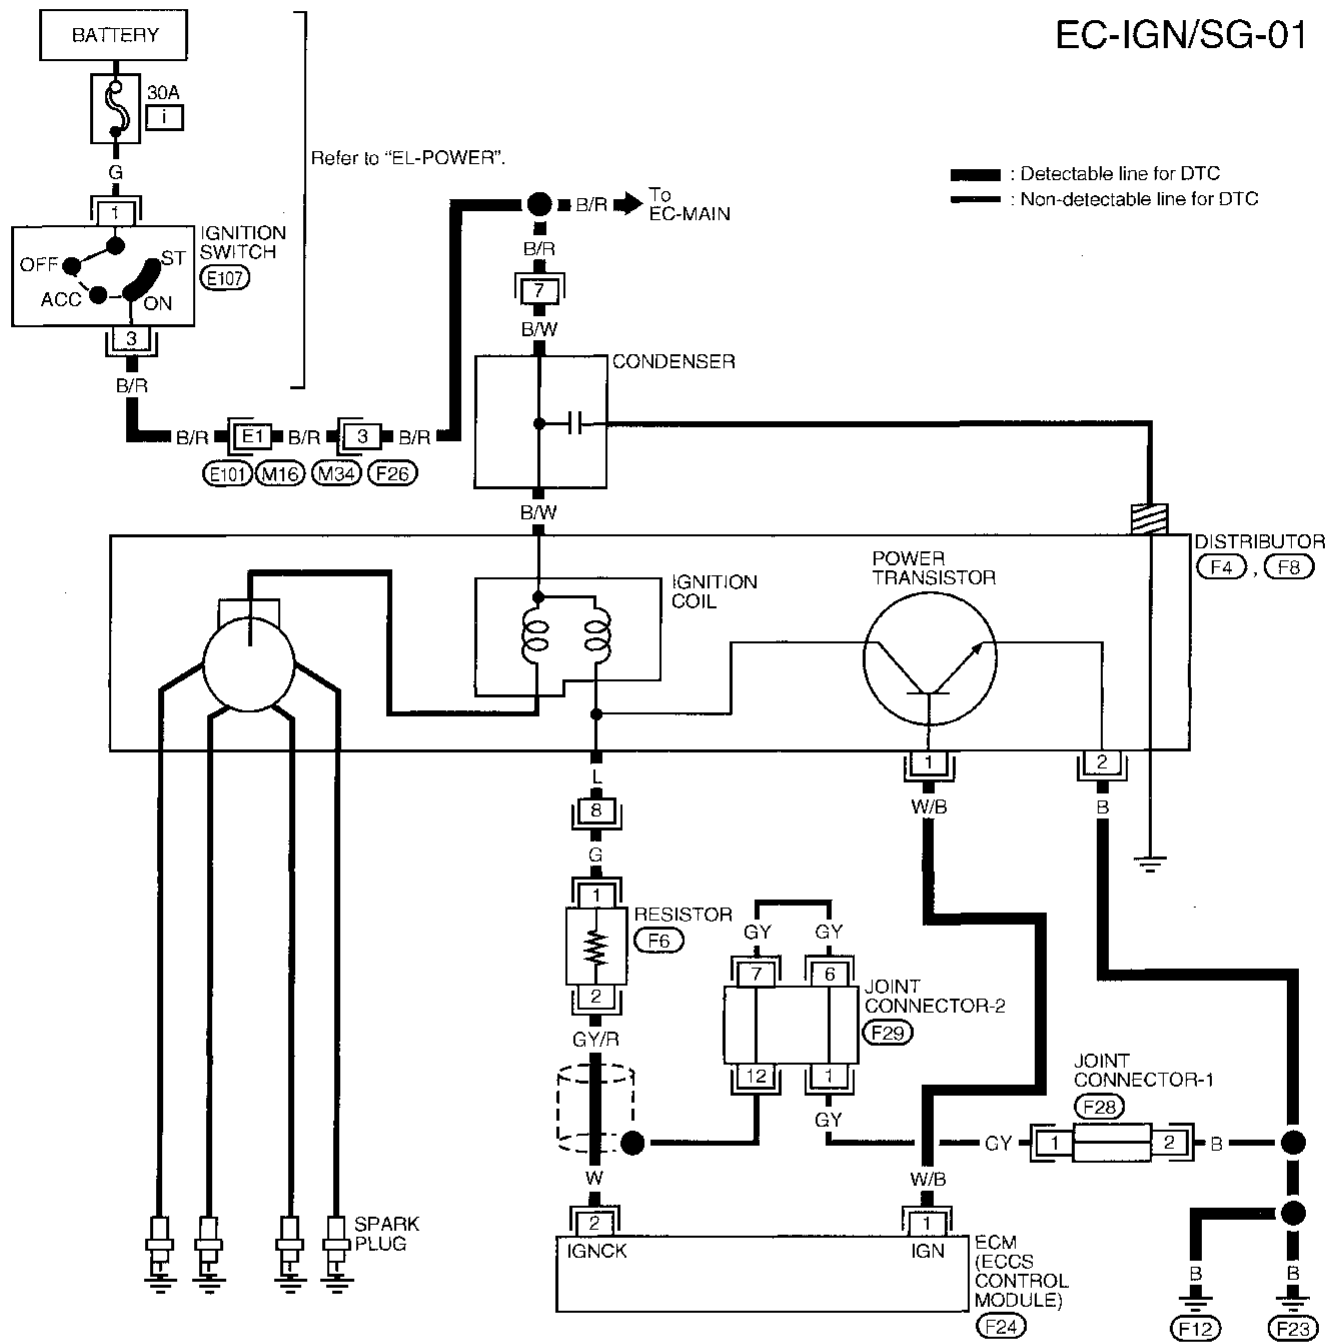 EC-IGN/SG-01
BATTERY
30A
i
G
1
Refer to "EL-POWER".
IGNITION
SWITCH
E107
OFF
ST
ACC
ON
3
B/R
: Detectable line for DTC
: Non-detectable line for DTC
B/R
To
EC-MAIN
B/R
7
B/W
CONDENSER
B/R
E1
B/R
3
B/R
E101
M16
M34
F26
B/W
DISTRIBUTOR
F4 , F8
POWER
TRANSISTOR
IGNITION
COIL
1
2
L
W/B
B
8
G
1
RESISTOR
F6
2
GY/R
GY
GY
7
6
JOINT
CONNECTOR-2
F29
12
1
GY
JOINT
CONNECTOR-1
F28
GY
1
2
B
W
W/B
2
1
IGNCK
IGN
ECM
(ECCS
CONTROL
MODULE)
F24
SPARK
PLUG
B
B
F12
F23